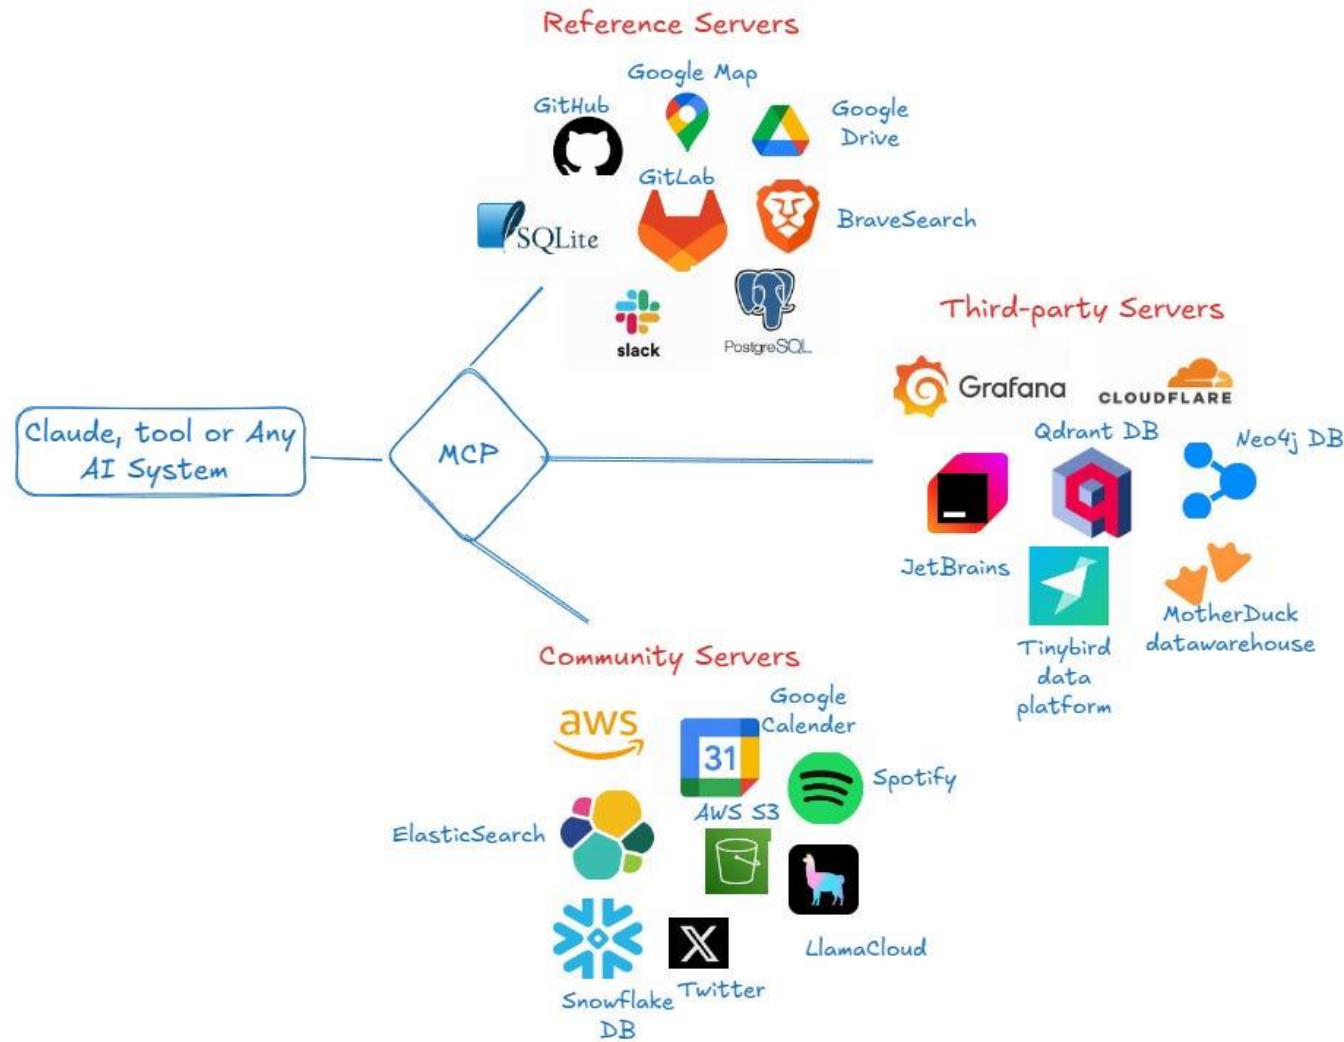 Reference Servers
Google Map
GitHub
Google
Drive
GitLab
BraveSearch
SQLite
slack
PostgreSQL
Third-party Servers
Grafana
CLOUDFLARE
Claude, tool or Any
AI System
MCP
Qdrant DB
Neo4j DB
JetBrains
MotherDuck
datawarehouse
Tinybird
data
platform
Community Servers
aws
Google
Calender
31
Spotify
AWS S3
ElasticSearch
LlamaCloud
Twitter
Snowflake
DB